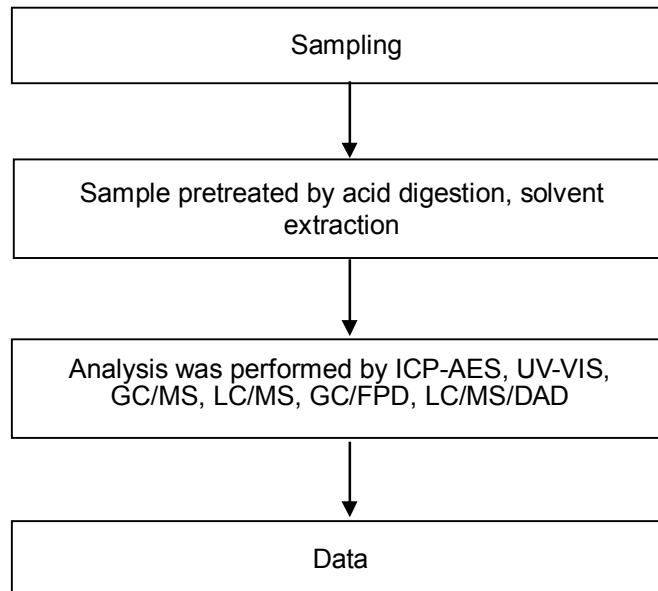 Sampling
Sample pretreated by acid digestion, solvent
extraction
Analysis was performed by ICP-AES, UV-VIS,
GC/MS, LC/MS, GC/FPD, LC/MS/DAD
Data